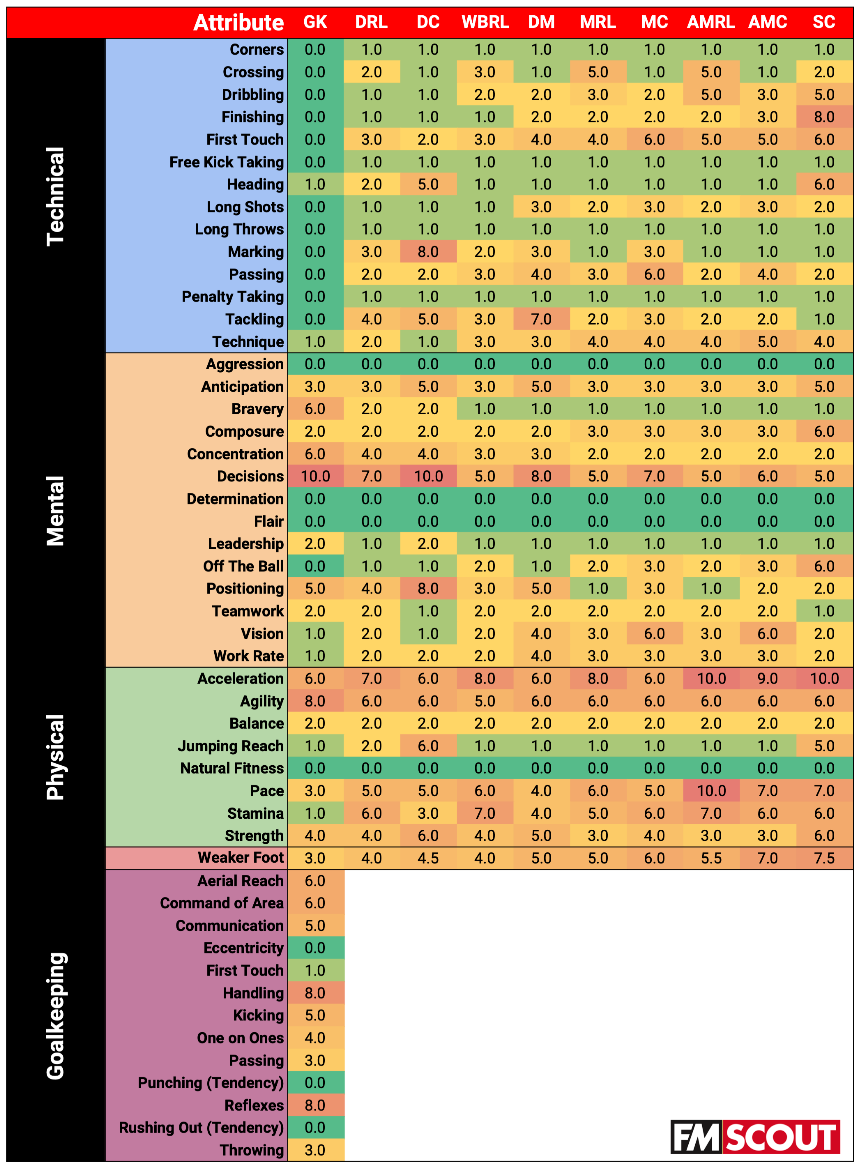 Attribute GK DRL DC WBRL DM MRL MC AMRL AMC SC
Technical
Corners 0.0 1.0 1.0 1.0 1.0 1.0 1.0 1.0 1.0 1.0
Crossing 0.0 2.0 1.0 3.0 1.0 5.0 1.0 5.0 1.0 2.0
Dribbling 0.0 1.0 1.0 2.0 2.0 3.0 2.0 5.0 3.0 5.0
Finishing 0.0 1.0 1.0 1.0 2.0 2.0 2.0 2.0 3.0 8.0
First Touch 0.0 3.0 2.0 3.0 4.0 4.0 6.0 5.0 5.0 6.0
Free Kick Taking 0.0 1.0 1.0 1.0 1.0 1.0 1.0 1.0 1.0 1.0
Heading 1.0 2.0 5.0 1.0 1.0 1.0 1.0 1.0 1.0 6.0
Long Shots 0.0 1.0 1.0 1.0 3.0 2.0 3.0 2.0 3.0 2.0
Long Throws 0.0 1.0 1.0 1.0 1.0 1.0 1.0 1.0 1.0 1.0
Marking 0.0 3.0 8.0 2.0 3.0 1.0 3.0 1.0 1.0 1.0
Passing 0.0 2.0 2.0 3.0 4.0 3.0 6.0 2.0 4.0 2.0
Penalty Taking 0.0 1.0 1.0 1.0 1.0 1.0 1.0 1.0 1.0 1.0
Tackling 0.0 4.0 5.0 3.0 7.0 2.0 3.0 2.0 2.0 1.0
Technique 1.0 2.0 1.0 3.0 3.0 4.0 4.0 4.0 5.0 4.0
Mental
Aggression 0.0 0.0 0.0 0.0 0.0 0.0 0.0 0.0 0.0 0.0
Anticipation 3.0 3.0 5.0 3.0 5.0 3.0 3.0 3.0 3.0 5.0
Bravery 6.0 2.0 2.0 1.0 1.0 1.0 1.0 1.0 1.0 1.0
Composure 2.0 2.0 2.0 2.0 2.0 3.0 3.0 3.0 3.0 6.0
Concentration 6.0 4.0 4.0 3.0 3.0 2.0 2.0 2.0 2.0 2.0
Decisions 10.0 7.0 10.0 5.0 8.0 5.0 7.0 5.0 6.0 5.0
Determination 0.0 0.0 0.0 0.0 0.0 0.0 0.0 0.0 0.0 0.0
Flair 0.0 0.0 0.0 0.0 0.0 0.0 0.0 0.0 0.0 0.0
Leadership 2.0 1.0 2.0 1.0 1.0 1.0 1.0 1.0 1.0 1.0
Off The Ball 0.0 1.0 1.0 2.0 1.0 2.0 3.0 2.0 3.0 6.0
Positioning 5.0 4.0 8.0 3.0 5.0 1.0 3.0 1.0 2.0 2.0
Teamwork 2.0 2.0 1.0 2.0 2.0 2.0 2.0 2.0 2.0 1.0
Vision 1.0 2.0 1.0 2.0 4.0 3.0 6.0 3.0 6.0 2.0
Work Rate 1.0 2.0 2.0 2.0 4.0 3.0 3.0 3.0 3.0 2.0
Physical
Acceleration 6.0 7.0 6.0 8.0 6.0 8.0 6.0 10.0 9.0 10.0
Agility 8.0 6.0 6.0 5.0 6.0 6.0 6.0 6.0 6.0 6.0
Balance 2.0 2.0 2.0 2.0 2.0 2.0 2.0 2.0 2.0 2.0
Jumping Reach 1.0 2.0 6.0 1.0 1.0 1.0 1.0 1.0 1.0 5.0
Natural Fitness 0.0 0.0 0.0 0.0 0.0 0.0 0.0 0.0 0.0 0.0
Pace 3.0 5.0 5.0 6.0 4.0 6.0 5.0 10.0 7.0 7.0
Stamina 1.0 6.0 3.0 7.0 4.0 5.0 6.0 7.0 6.0 6.0
Strength 4.0 4.0 6.0 4.0 5.0 3.0 4.0 3.0 3.0 6.0
Weaker Foot 3.0 4.0 4.5 4.0 5.0 5.0 6.0 5.5 7.0 7.5
Goalkeeping
Aerial Reach 6.0
Command of Area 6.0
Communication 5.0
Eccentricity 0.0
First Touch 1.0
Handling 8.0
Kicking 5.0
One on Ones 4.0
Passing 3.0
Punching (Tendency) 0.0
Reflexes 8.0
Rushing Out (Tendency) 0.0
Throwing 3.0
FM SCOUT